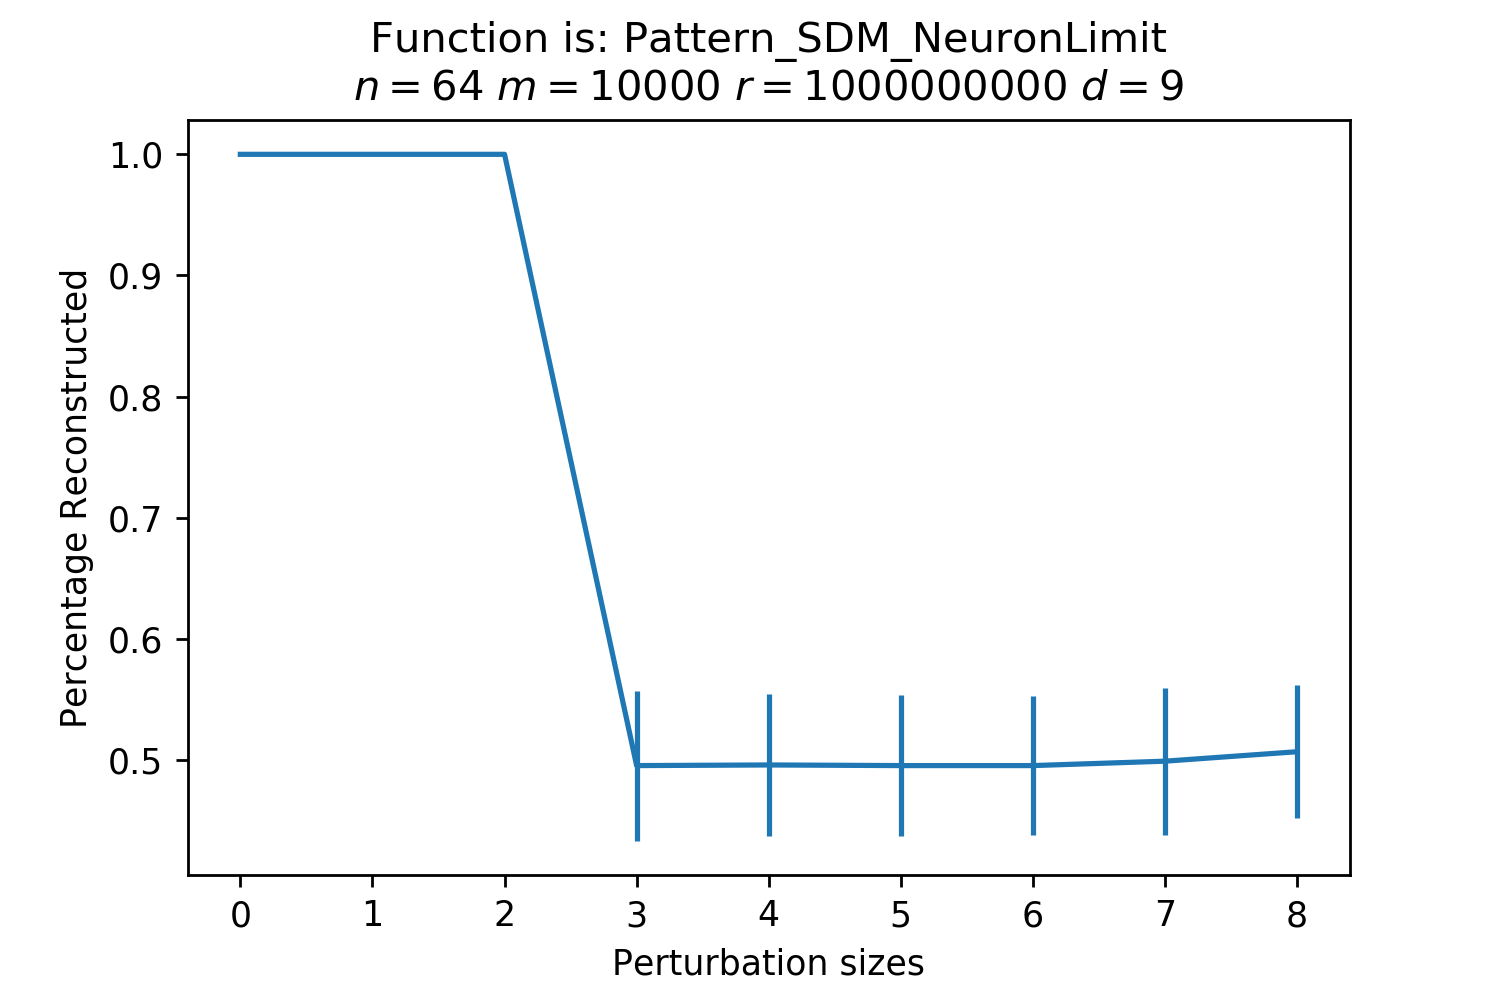 Function is: Pattern_SDM_NeuronLimit
n = 64 m = 10000 r = 1000000000 d = 9
1.0
0.9
0.8
0.7
0.6
0.5
Percentage Reconstructed
0 1 2 3 4 5 6 7 8
Perturbation sizes